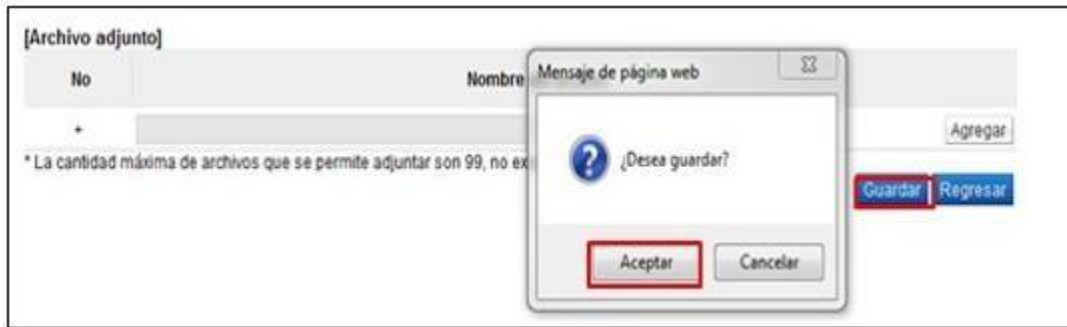 [Archivo adjunto]
No Nombre
Mensaje de página web
+ Agregar
* La cantidad máxima de archivos que se permite adjuntar son 99, no ex
¿Desea guardar?
Guardar Regresar
Aceptar Cancelar